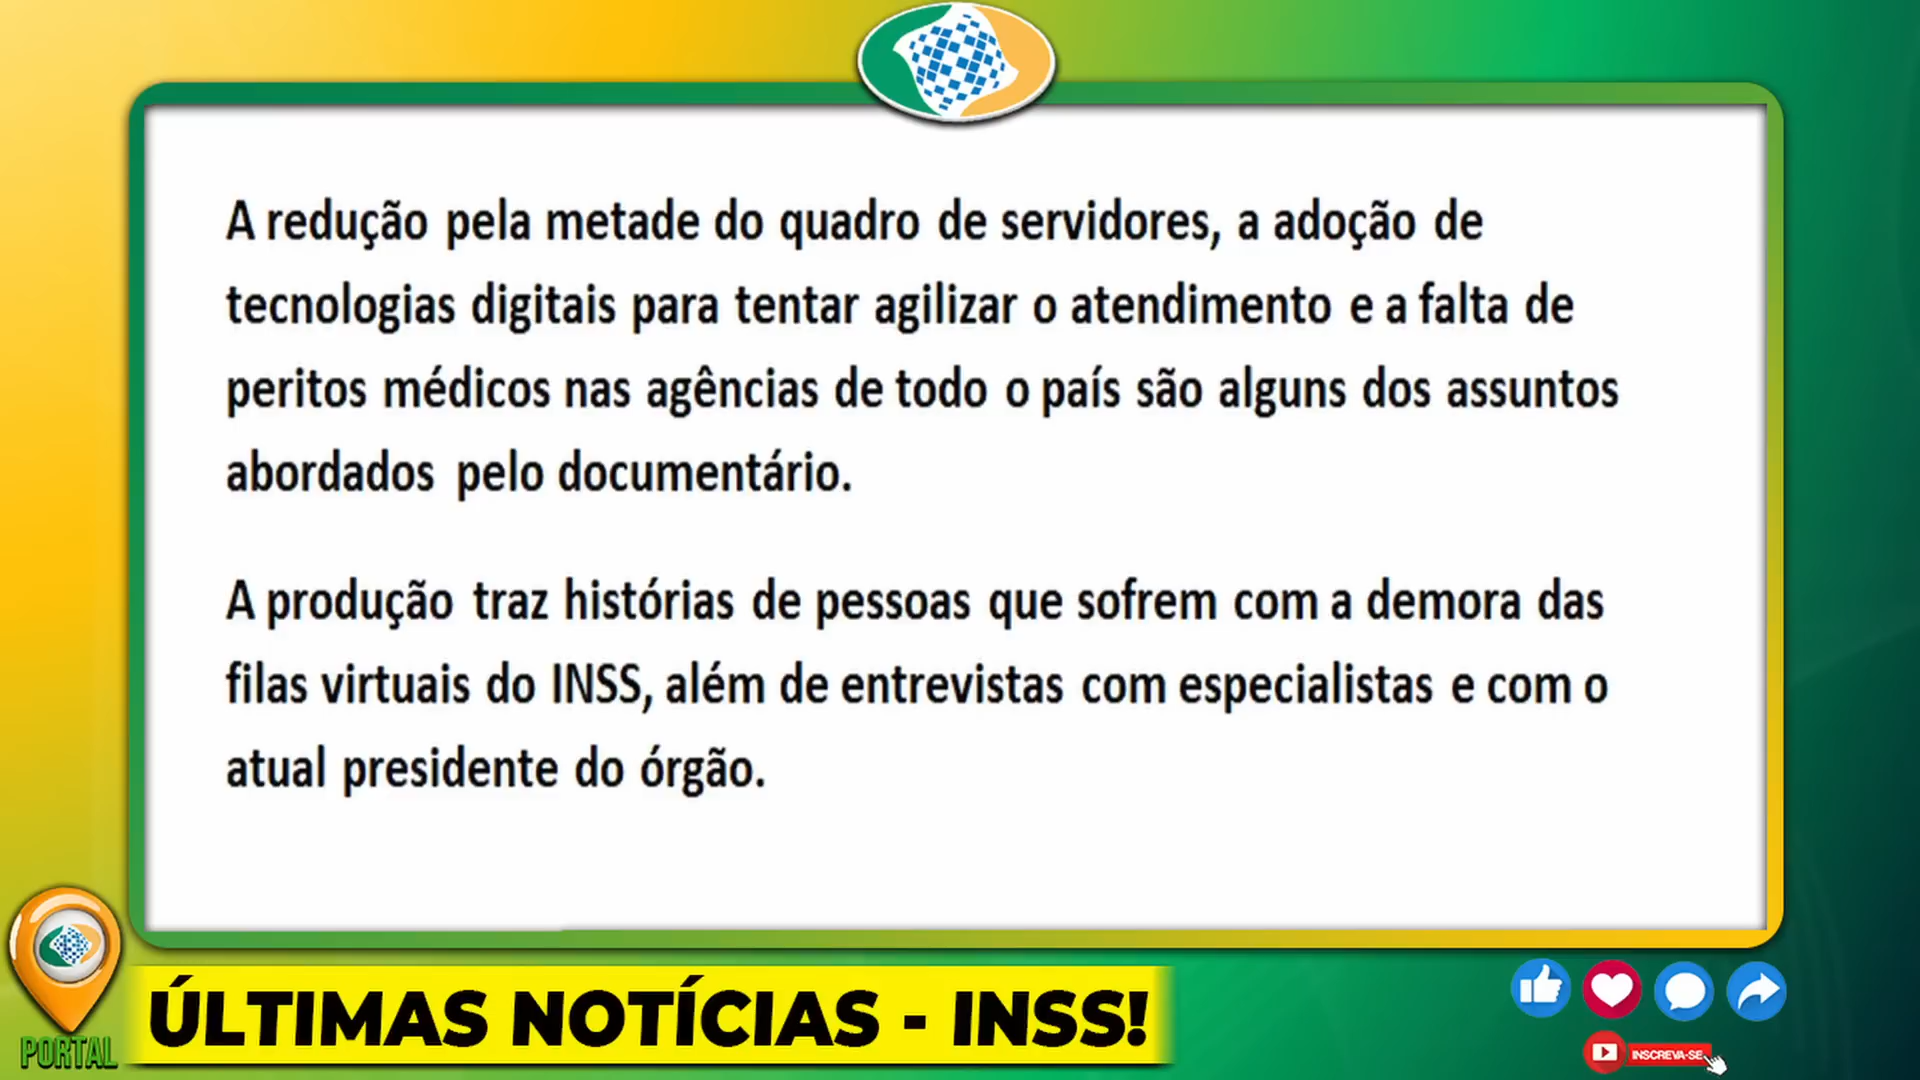 A redução pela metade do quadro de servidores, a adoção de
tecnologias digitais para tentar agilizar o atendimento e a falta de
peritos médicos nas agências de todo o país são alguns dos assuntos
abordados pelo documentário.
A produção traz histórias de pessoas que sofrem com a demora das
filas virtuais do INSS, além de entrevistas com especialistas e com o
atual presidente do órgão.
ÚLTIMAS NOTÍCIAS - INSS!
PORTAL
INSCREVA-SE